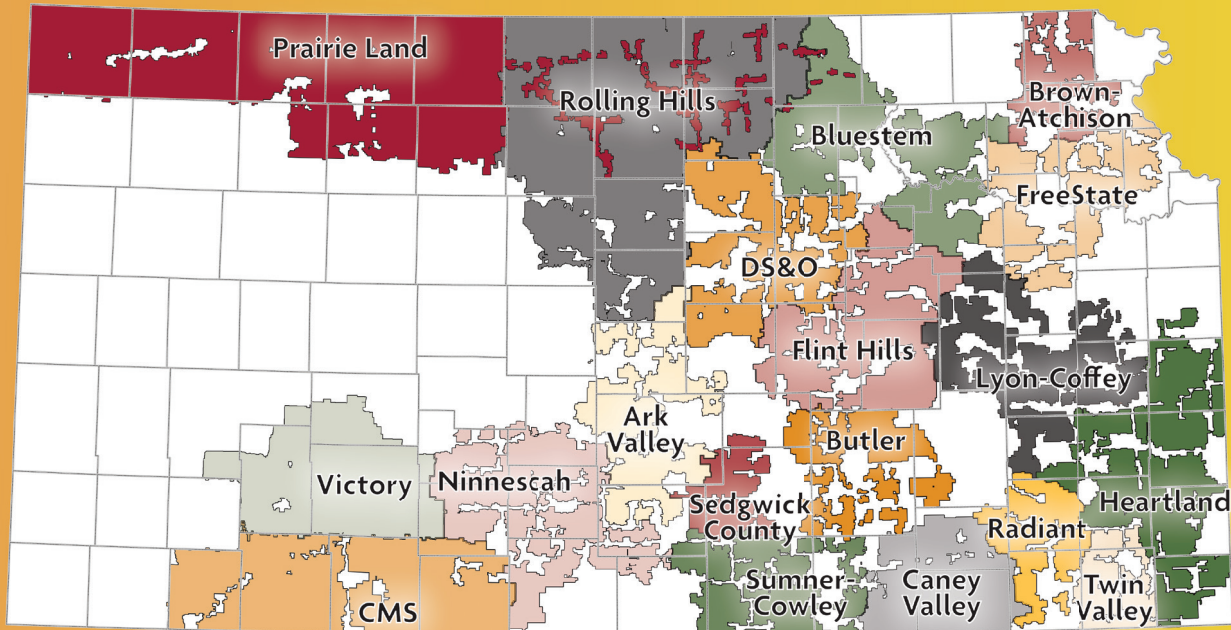 Prairie Land
Rolling Hills
Brown-
Atchison
Bluestem
FreeState
DS&O
Flint Hills
Lyon-Coffey
Ark
Valley
Butler
Victory
Ninnescah
Sedgwick
County
Heartland
Radiant
Sumner-
Cowley
Caney
Valley
Twin
Valley
CMS